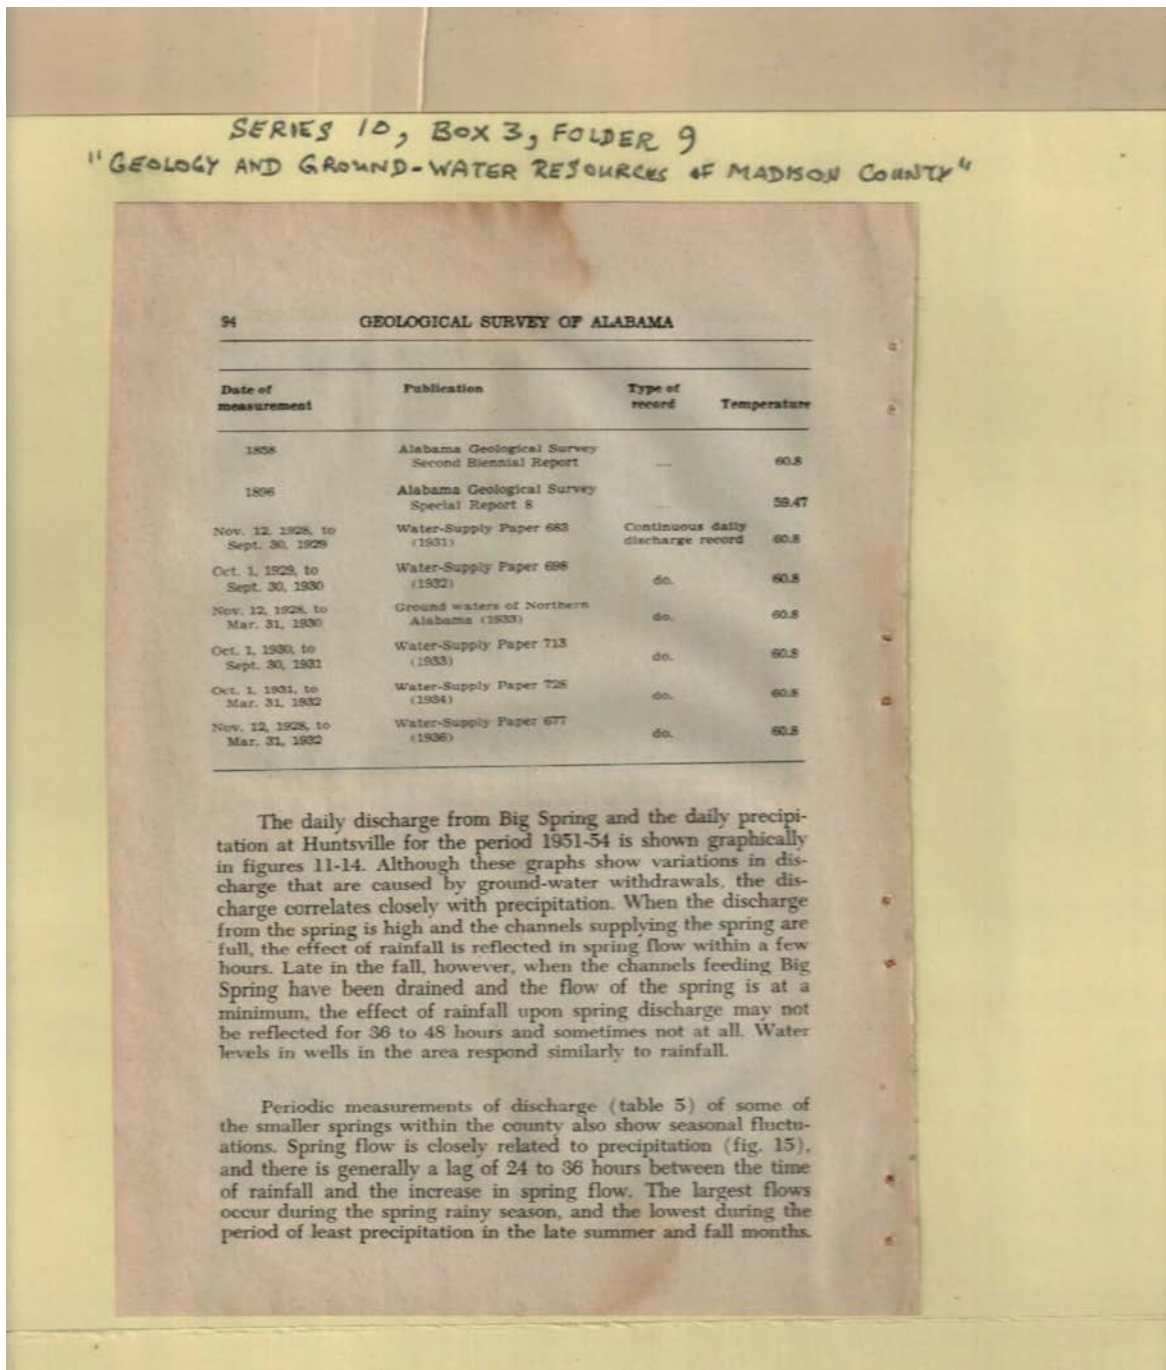 SERIES 10, BOX 3, FOLDER 9
"GEOLOGY AND GROUND-WATER RESOURCES OF MADISON COUNTY"
94 GEOLOGICAL SURVEY OF ALABAMA
Date of measurement Publication Type of record Temperature
1858 Alabama Geological Survey
Second Biennial Report — 60.8
1896 Alabama Geological Survey
Special Report 8 59.47
Nov. 12, 1928, to Water-Supply Paper 683 Continuous daily
Sept. 30, 1929 (1931) discharge record 60.8
Oct. 1, 1929, to Water-Supply Paper 698
Sept. 30, 1930 (1932) do. 60.8
Nov. 12, 1928, to Ground waters of Northern
Mar. 31, 1930 Alabama (1933) do. 60.8
Oct. 1, 1930, to Water-Supply Paper 713
Sept. 30, 1931 (1933) do. 60.8
Oct. 1, 1931, to Water-Supply Paper 728
Mar. 31, 1932 (1934) do. 60.8
Nov. 12, 1928, to Water-Supply Paper 677
Mar. 31, 1932 (1936) do. 60.8
The daily discharge from Big Spring and the daily precipi-
tation at Huntsville for the period 1951-54 is shown graphically
in figures 11-14. Although these graphs show variations in dis-
charge that are caused by ground-water withdrawals, the dis-
charge correlates closely with precipitation. When the discharge
from the spring is high and the channels supplying the spring are
full, the effect of rainfall is reflected in spring flow within a few
hours. Late in the fall, however, when the channels feeding Big
Spring have been drained and the flow of the spring is at a
minimum, the effect of rainfall upon spring discharge may not
be reflected for 36 to 48 hours and sometimes not at all. Water
levels in wells in the area respond similarly to rainfall.
Periodic measurements of discharge (table 5) of some of
the smaller springs within the county also show seasonal fluctu-
ations. Spring flow is closely related to precipitation (fig. 15),
and there is generally a lag of 24 to 36 hours between the time
of rainfall and the increase in spring flow. The largest flows
occur during the spring rainy season, and the lowest during the
period of least precipitation in the late summer and fall months.